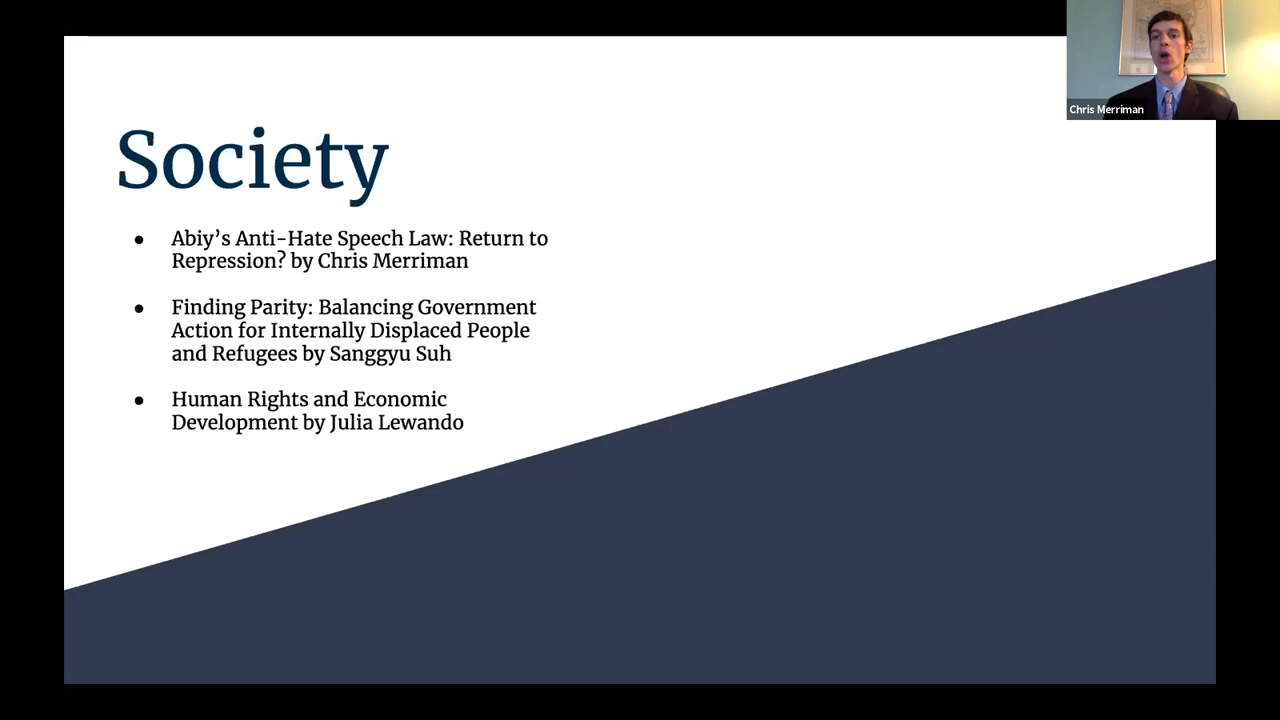 Chris Merriman
Society
● Abiy’s Anti-Hate Speech Law: Return to
Repression? by Chris Merriman
● Finding Parity: Balancing Government
Action for Internally Displaced People
and Refugees by Sanggyu Suh
● Human Rights and Economic
Development by Julia Lewando